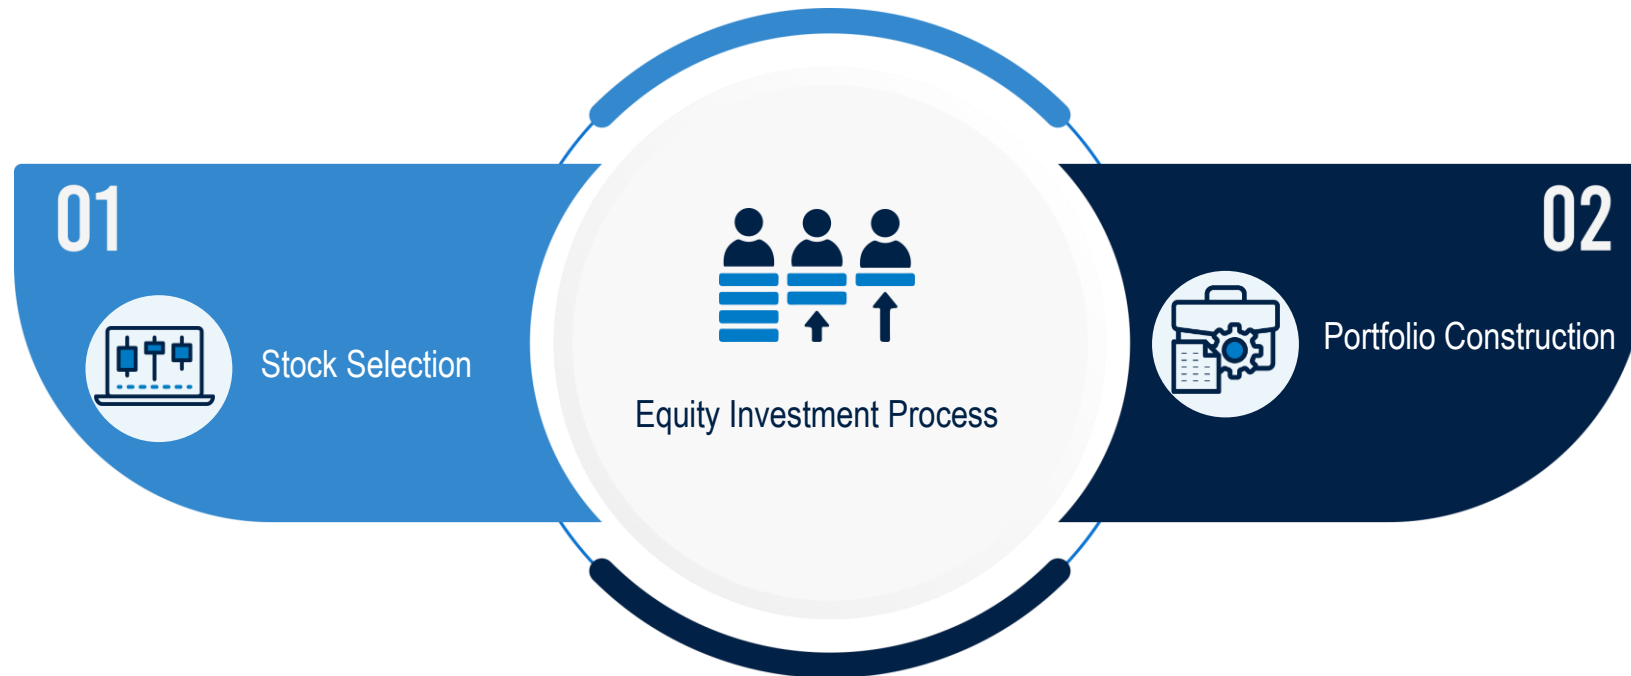 01
Stock Selection
Equity Investment Process
02
Portfolio Construction